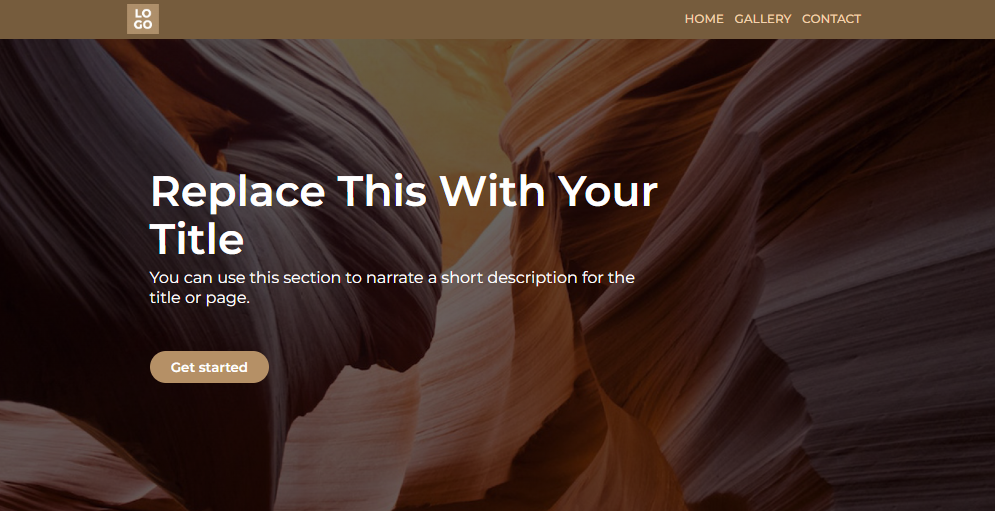 LO
GO
HOME GALLERY CONTACT
Replace This With Your
Title
You can use this section to narrate a short description for the
title or page.
Get started